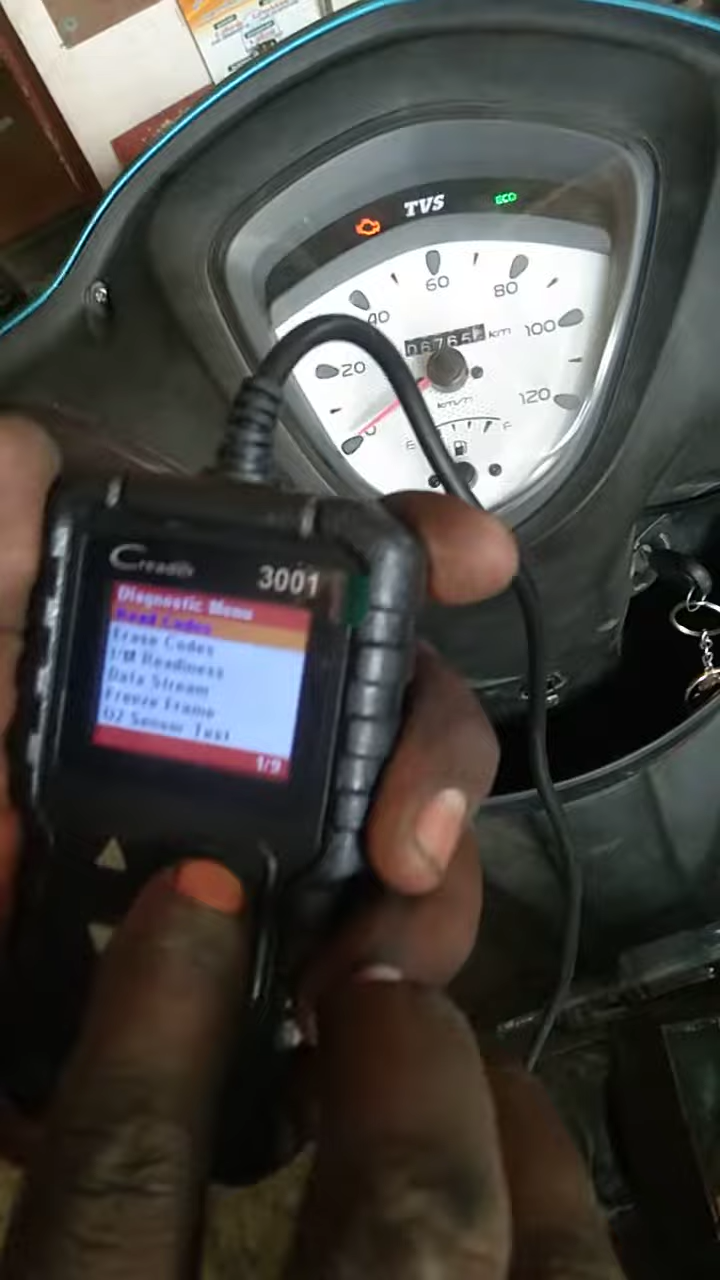 TVS
ECO
60
80
40
100
20
120
06765
km
km/h
0
E
F
Creader
3001
Diagnostic Menu
Read Codes
Erase Codes
I/M Readiness
Data Stream
Freeze Frame
O2 Sensor Test
1/9